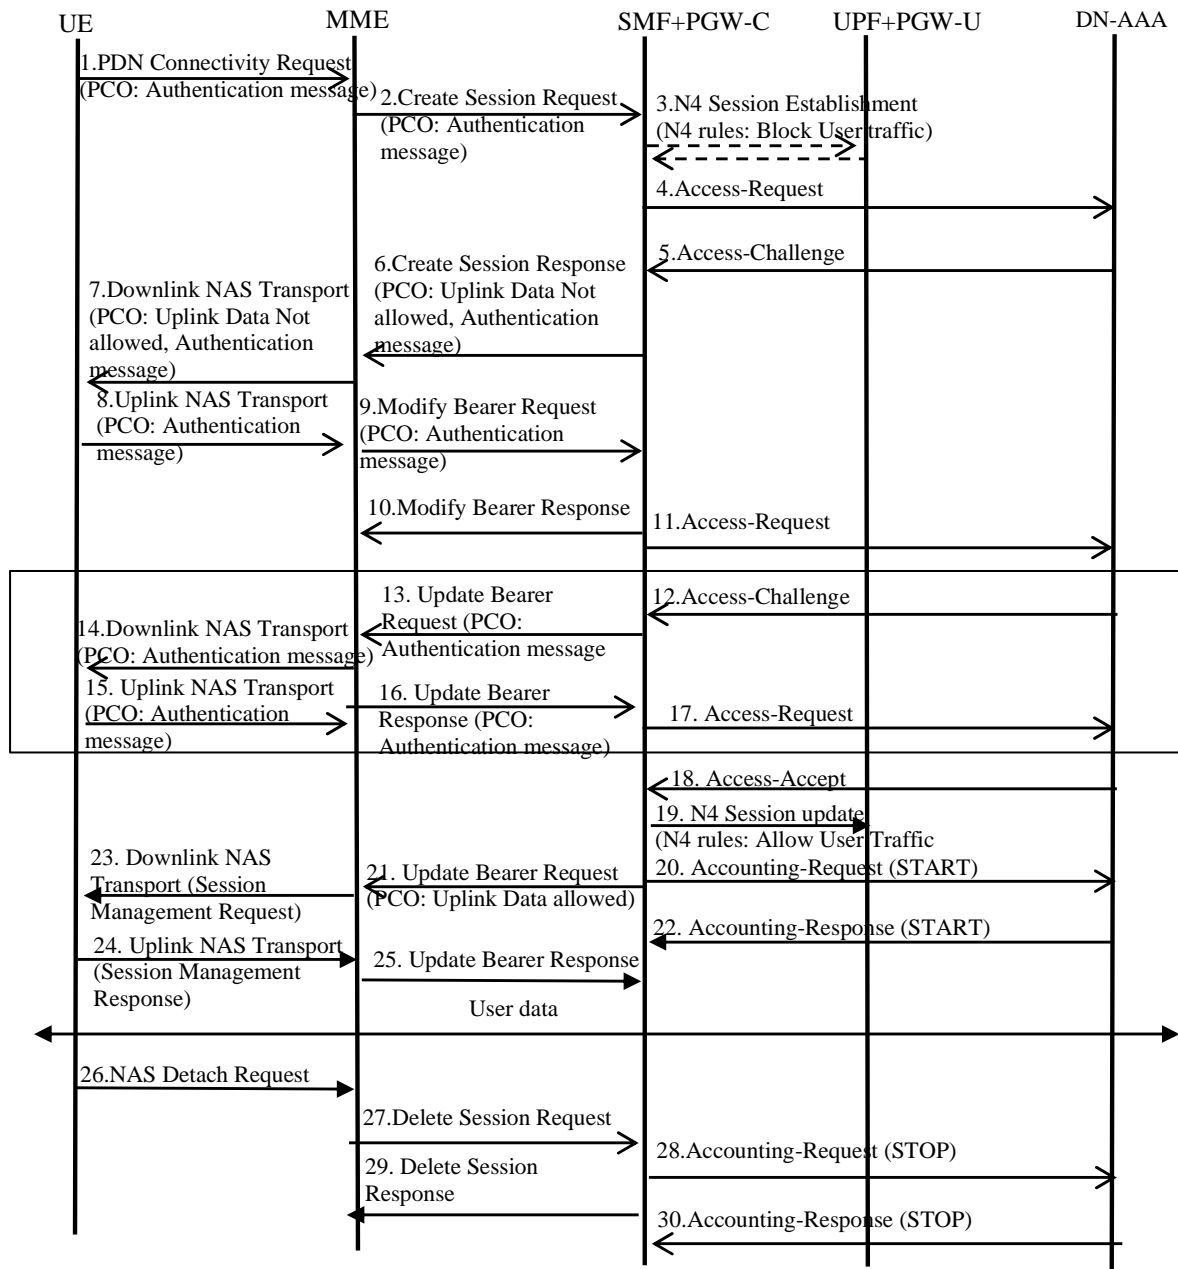 UE
MME
SMF+PGW-C
UPF+PGW-U
DN-AAA
1.PDN Connectivity Request
(PCO: Authentication message)
2.Create Session Request
(PCO: Authentication
message)
3.N4 Session Establishment
(N4 rules: Block User traffic)
4.Access-Request
5.Access-Challenge
6.Create Session Response
(PCO: Uplink Data Not
allowed, Authentication
message)
7.Downlink NAS Transport
(PCO: Uplink Data Not
allowed, Authentication
message)
8.Uplink NAS Transport
(PCO: Authentication
message)
9.Modify Bearer Request
(PCO: Authentication
message)
10.Modify Bearer Response
11.Access-Request
12.Access-Challenge
13. Update Bearer
Request (PCO:
Authentication message
14.Downlink NAS Transport
(PCO: Authentication message)
15. Uplink NAS Transport
(PCO: Authentication
message)
16. Update Bearer
Response (PCO:
Authentication message)
17. Access-Request
18. Access-Accept
19. N4 Session update
(N4 rules: Allow User Traffic
20. Accounting-Request (START)
21. Update Bearer Request
(PCO: Uplink Data allowed)
22. Accounting-Response (START)
23. Downlink NAS
Transport (Session
Management Request)
24. Uplink NAS Transport
(Session Management
Response)
25. Update Bearer Response
User data
26.NAS Detach Request
27.Delete Session Request
28.Accounting-Request (STOP)
29. Delete Session
Response
30.Accounting-Response (STOP)